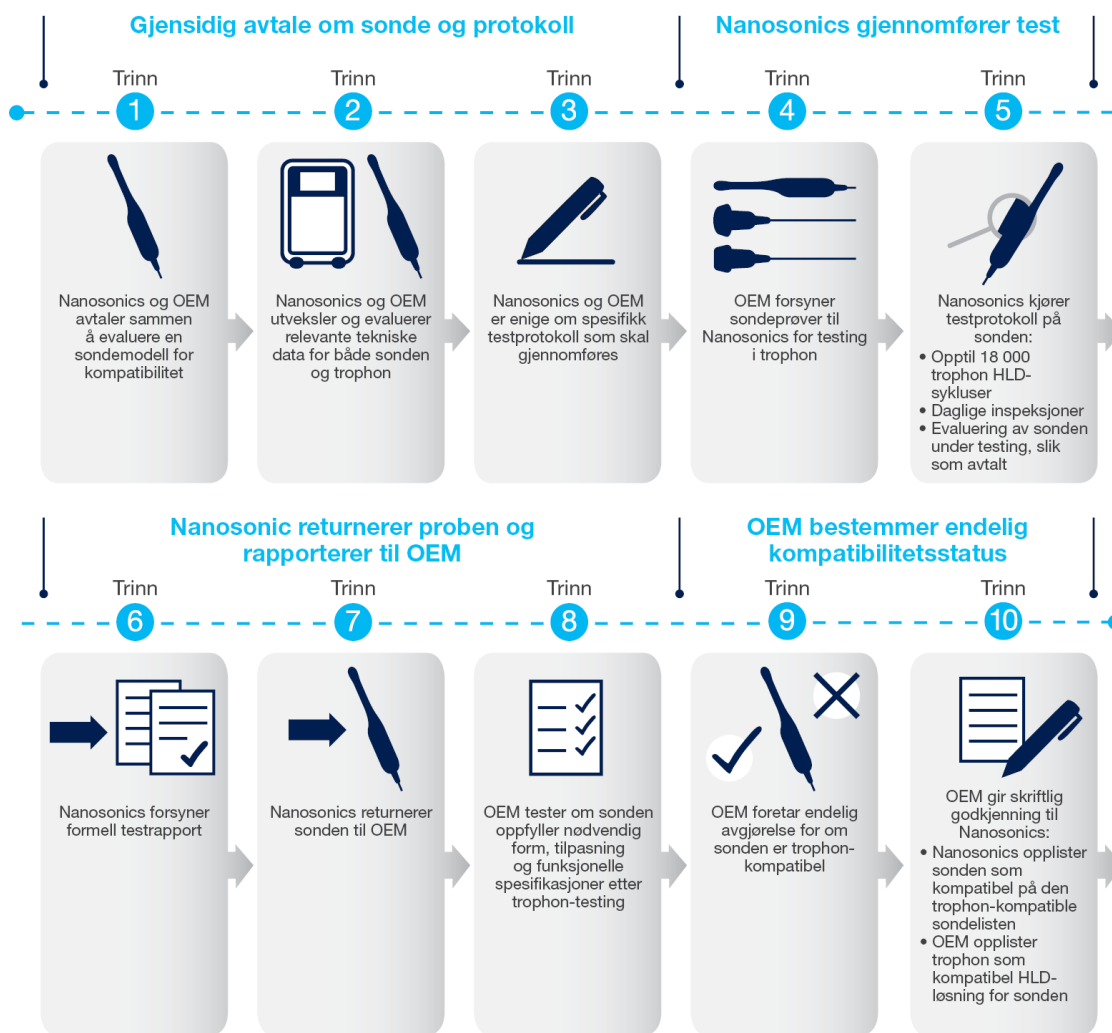 Gjensidig avtale om sonde og protokoll
Nanosonics gjennomfører test
Trinn
1
Trinn
2
Trinn
3
Trinn
4
Trinn
5
Nanosonics og OEM
avtaler sammen
å evaluere en
sondemodell for
kompatibilitet
Nanosonics og OEM
utveksler og evaluerer
relevante tekniske
data for både sonden
og trophon
Nanosonics og OEM
er enige om spesifikk
testprotokoll som skal
gjennomføres
OEM forsyner
sondeprøver til
Nanosonics for testing
i trophon
Nanosonics kjører
testprotokoll på
sonden:
• Opptil 18 000
trophon HLD-
sykluser
• Daglige inspeksjoner
• Evaluering av sonden
under testing, slik
som avtalt
Nanosonic returnerer proben og
rapporterer til OEM
OEM bestemmer endelig
kompatibilitetsstatus
Trinn
6
Trinn
7
Trinn
8
Trinn
9
Trinn
10
Nanosonics forsyner
formell testrapport
Nanosonics returnerer
sonden til OEM
OEM tester om sonden
oppfyller nødvendig
form, tilpasning
og funksjonelle
spesifikasjoner etter
trophon-testing
OEM foretar endelig
avgjørelse for om
sonden er trophon-
kompatibel
OEM gir skriftlig
godkjenning til
Nanosonics:
• Nanosonics opplister
sonden som
kompatibel på den
trophon-kompatible
sondelisten
• OEM opplister
trophon som
kompatibel HLD-
løsning for sonden